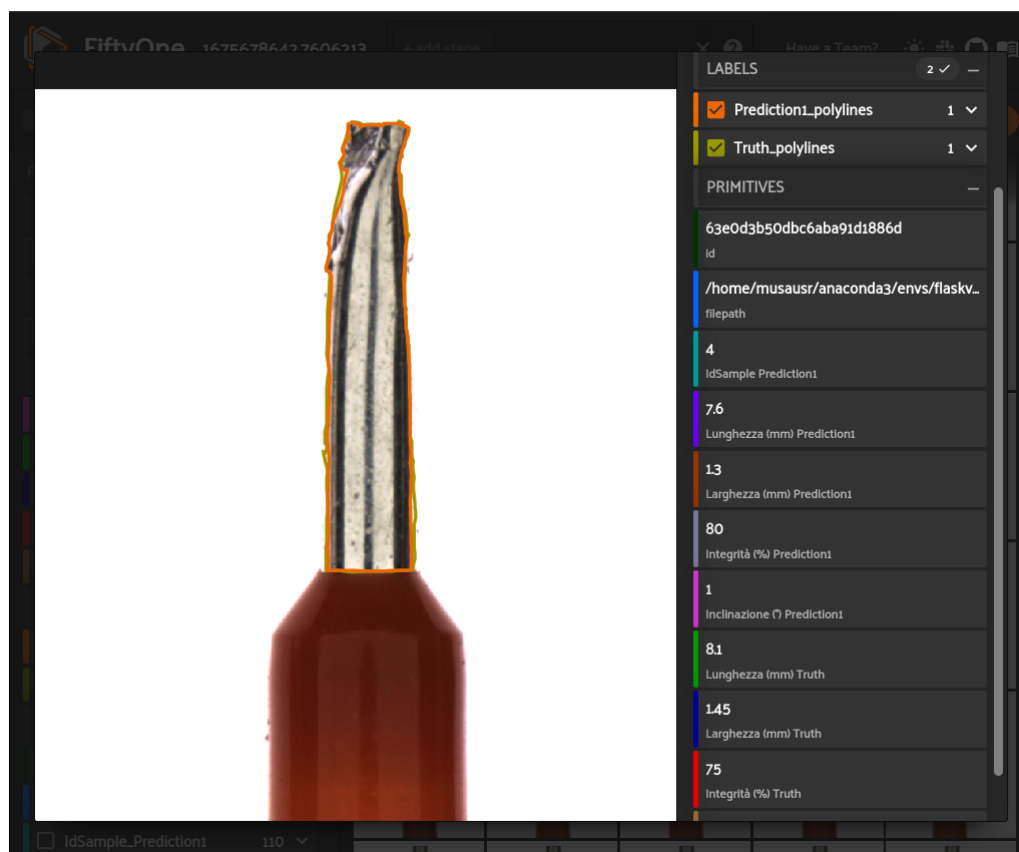 FiftyOne 16756786427606213 + add stage Have a Team?
LABELS 2
Prediction1_polylines 1
Truth_polylines 1
PRIMITIVES
63e0d3b50dbc6aba91d1886d
id
/home/musausr/anaconda3/envs/flaskv...
filepath
4
IdSample Prediction1
7.6
Lunghezza (mm) Prediction1
1.3
Larghezza (mm) Prediction1
80
Integrità (%) Prediction1
1
Inclinazione (°) Prediction1
8.1
Lunghezza (mm) Truth
1.45
Larghezza (mm) Truth
75
Integrità (%) Truth
IdSample_Prediction1 110